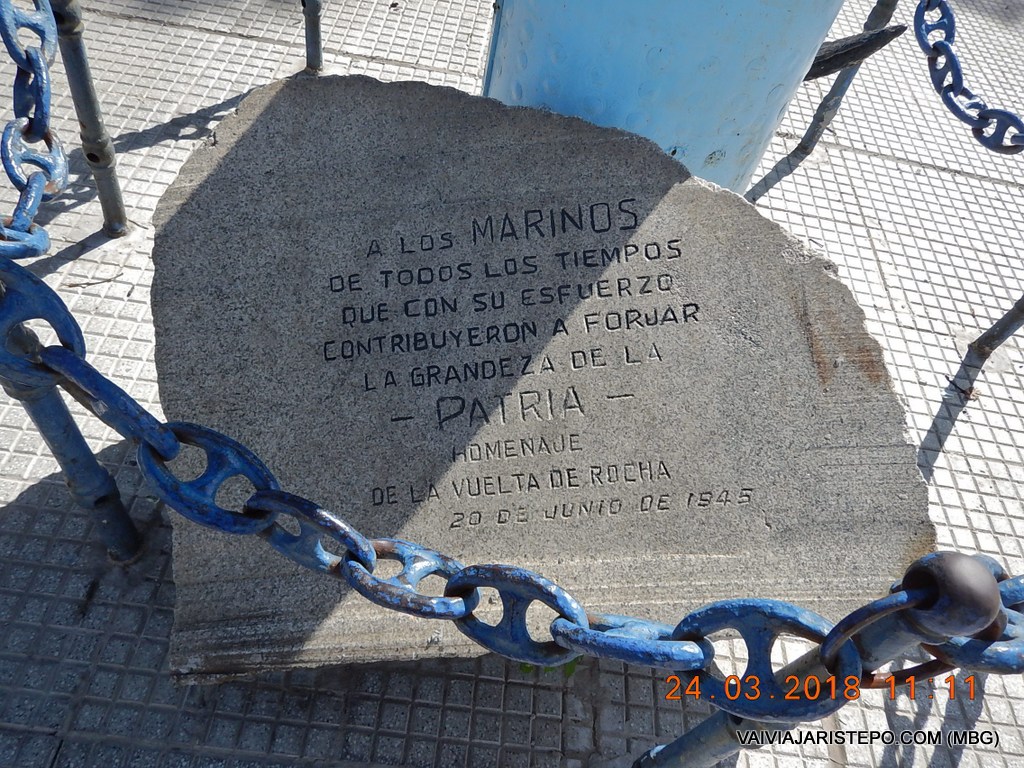 A LOS MARINOS
DE TODOS LOS TIEMPOS
QUE CON SU ESFUERZO
CONTRIBUYERON A FORJAR
LA GRANDEZA DE LA
- PATRIA -
HOMENAJE
DE LA VUELTA DE ROCHA
20 DE JUNIO DE 1945
24.03.2018 11:11
VAIVIAJARISTEPO.COM (MBG)